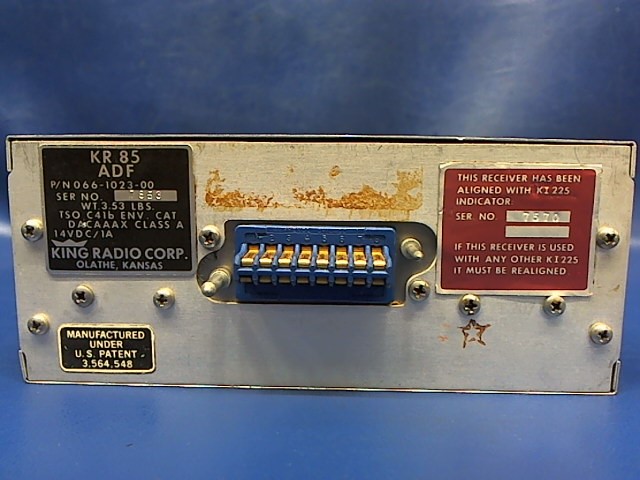 KR 85
ADF
P/N 066-1023-00
SER NO.
WT. 3.53 LBS.
TSO C41b ENV. CAT
DACAAAX CLASS A
14VDC/1A
KING RADIO CORP.
OLATHE, KANSAS
MANUFACTURED
UNDER
U.S. PATENT
3,564,548
THIS RECEIVER HAS BEEN
ALIGNED WITH KI 225
INDICATOR
SER. NO. 7570
IF THIS RECEIVER IS USED
WITH ANY OTHER KI 225
IT MUST BE REALIGNED